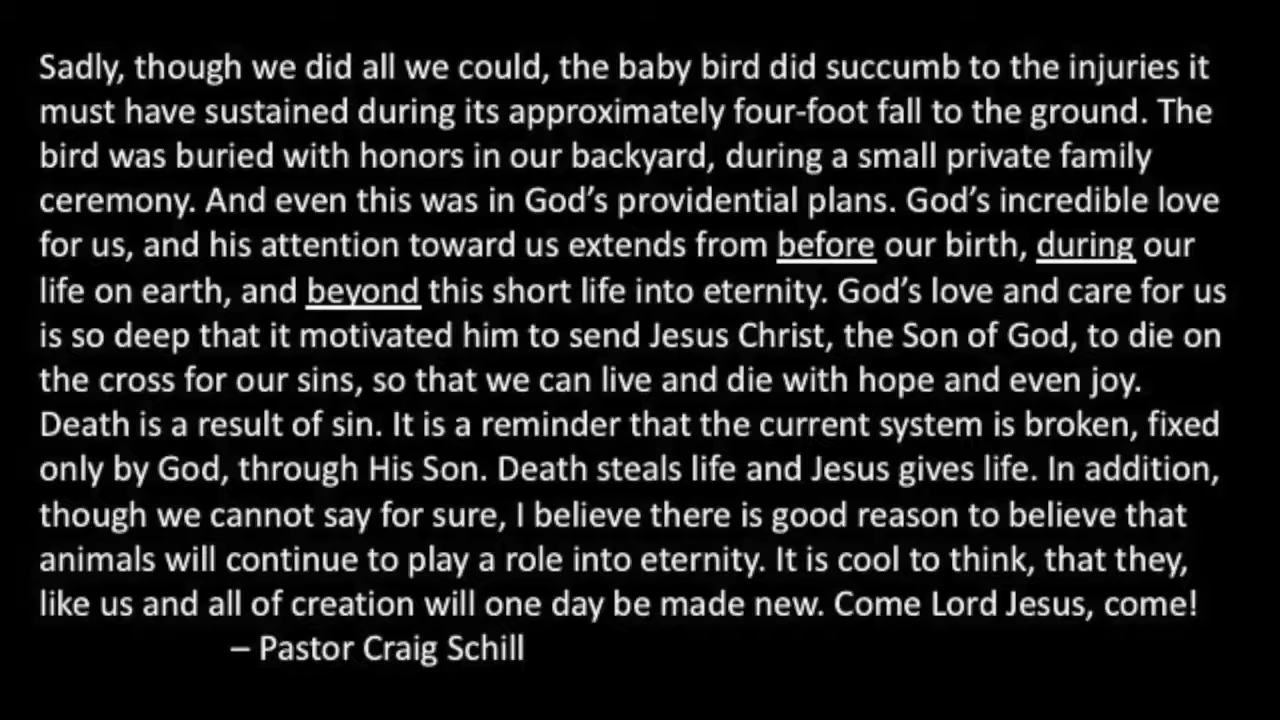 Sadly, though we did all we could, the baby bird did succumb to the injuries it
must have sustained during its approximately four-foot fall to the ground. The
bird was buried with honors in our backyard, during a small private family
ceremony. And even this was in God’s providential plans. God’s incredible love
for us, and his attention toward us extends from before our birth, during our
life on earth, and beyond this short life into eternity. God’s love and care for us
is so deep that it motivated him to send Jesus Christ, the Son of God, to die on
the cross for our sins, so that we can live and die with hope and even joy.
Death is a result of sin. It is a reminder that the current system is broken, fixed
only by God, through His Son. Death steals life and Jesus gives life. In addition,
though we cannot say for sure, I believe there is good reason to believe that
animals will continue to play a role into eternity. It is cool to think, that they,
like us and all of creation will one day be made new. Come Lord Jesus, come!
– Pastor Craig Schill